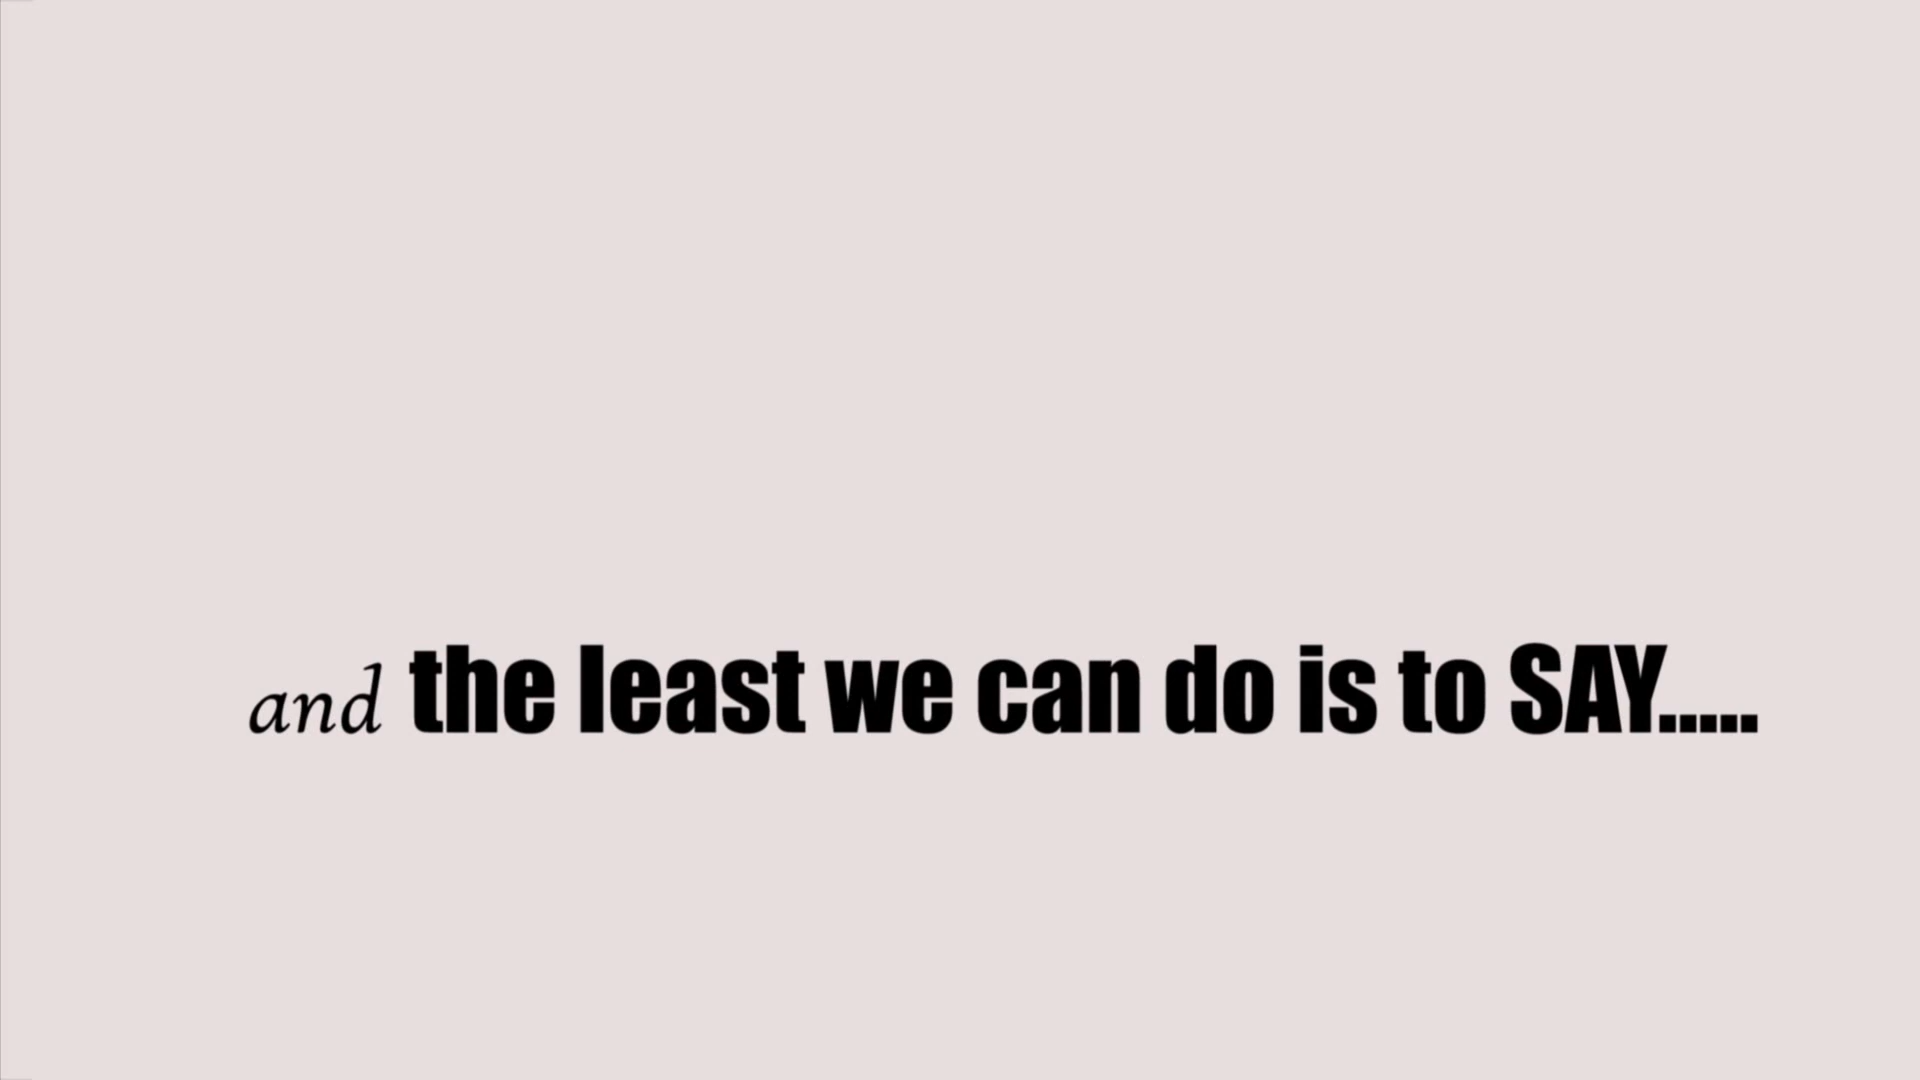 and the least we can do is to SAY.....